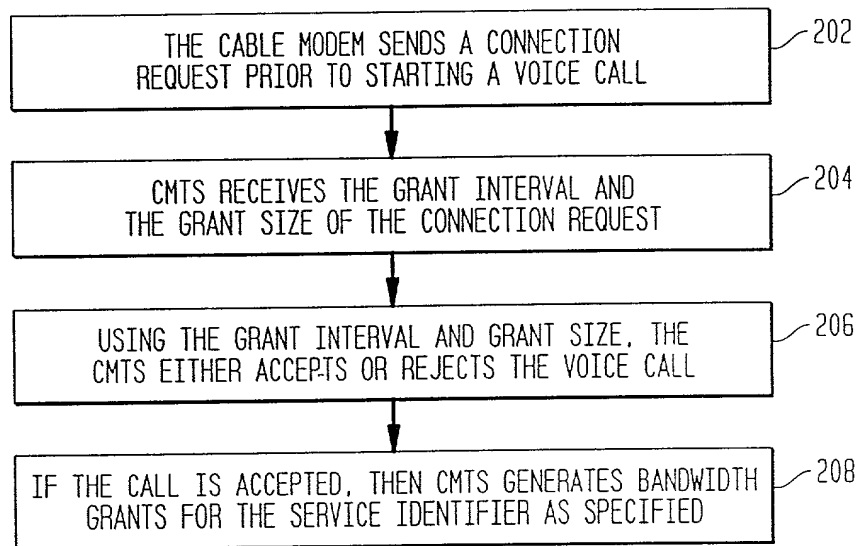 THE CABLE MODEM SENDS A CONNECTION
REQUEST PRIOR TO STARTING A VOICE CALL
202
CMTS RECEIVES THE GRANT INTERVAL AND
THE GRANT SIZE OF THE CONNECTION REQUEST
204
USING THE GRANT INTERVAL AND GRANT SIZE, THE
CMTS EITHER ACCEPTS OR REJECTS THE VOICE CALL
206
IF THE CALL IS ACCEPTED, THEN CMTS GENERATES BANDWIDTH
GRANTS FOR THE SERVICE IDENTIFIER AS SPECIFIED
208